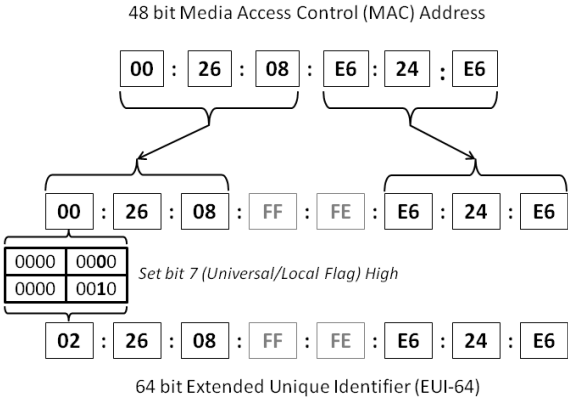 48 bit Media Access Control (MAC) Address
00 : 26 : 08 : E6 : 24 : E6
00 : 26 : 08 : FF : FE : E6 : 24 : E6
0000 0000
0000 0010
Set bit 7 (Universal/Local Flag) High
02 : 26 : 08 : FF : FE : E6 : 24 : E6
64 bit Extended Unique Identifier (EUI-64)